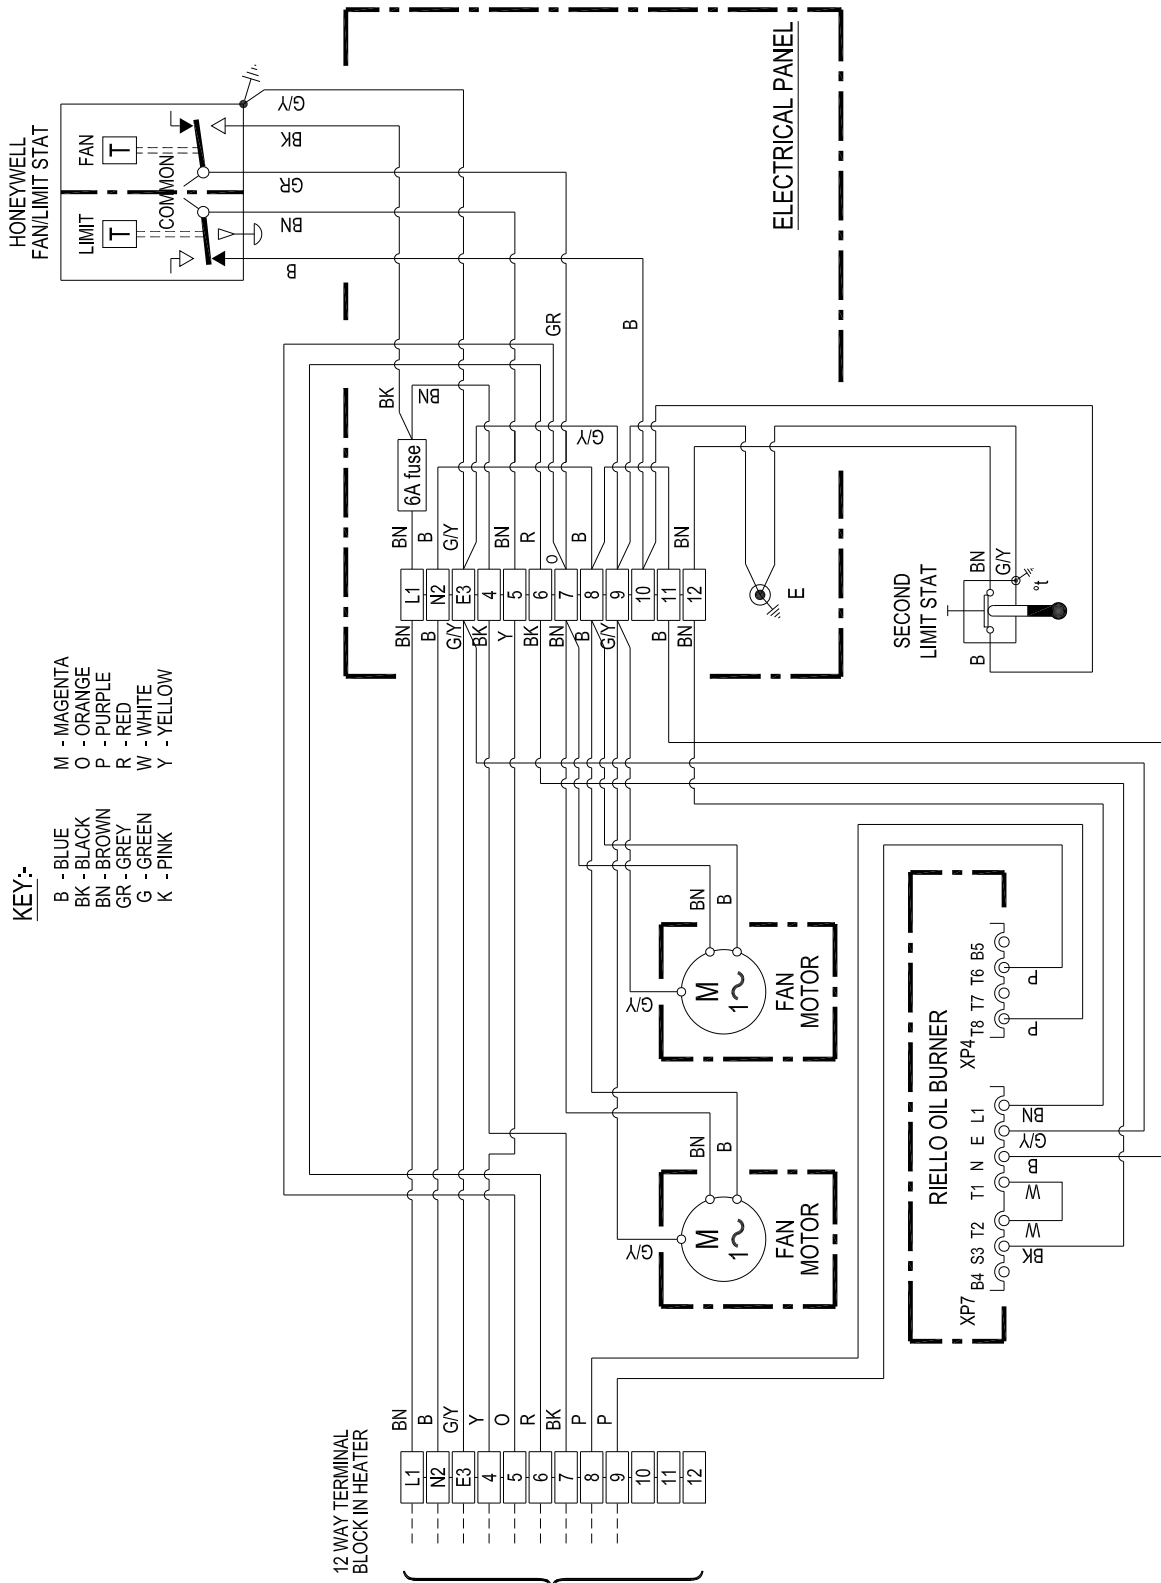 KEY:-
B - BLUE
BK - BLACK
BN - BROWN
GR - GREY
G - GREEN
K - PINK
M - MAGENTA
O - ORANGE
P - PURPLE
R - RED
W - WHITE
Y - YELLOW
HONEYWELL
FAN/LIMIT STAT
LIMIT
FAN
T
T
COMMON
B
BN
GR
BK
G/Y
ELECTRICAL PANEL
GR
B
BK
BN
6A fuse
G/Y
BN
B
G/Y
BN
R
O
B
BN
L1
N2
E3
4
5
6
7
8
9
10
11
12
BN
B
G/Y
BK
Y
BK
BN
B
G/Y
B
BN
E
SECOND
LIMIT STAT
B
BN
G/Y
t°
BN
B
G/Y
M
1~
FAN
MOTOR
BN
B
G/Y
M
1~
FAN
MOTOR
RIELLO OIL BURNER
XP4
T8 T7 T6 B5
P
P
XP7
B4 S3 T2 T1 N E L1
BK
W
W
B
G/Y
BN
12 WAY TERMINAL
BLOCK IN HEATER
L1
N2
E3
4
5
6
7
8
9
10
11
12
BN
B
G/Y
Y
O
R
BK
P
P